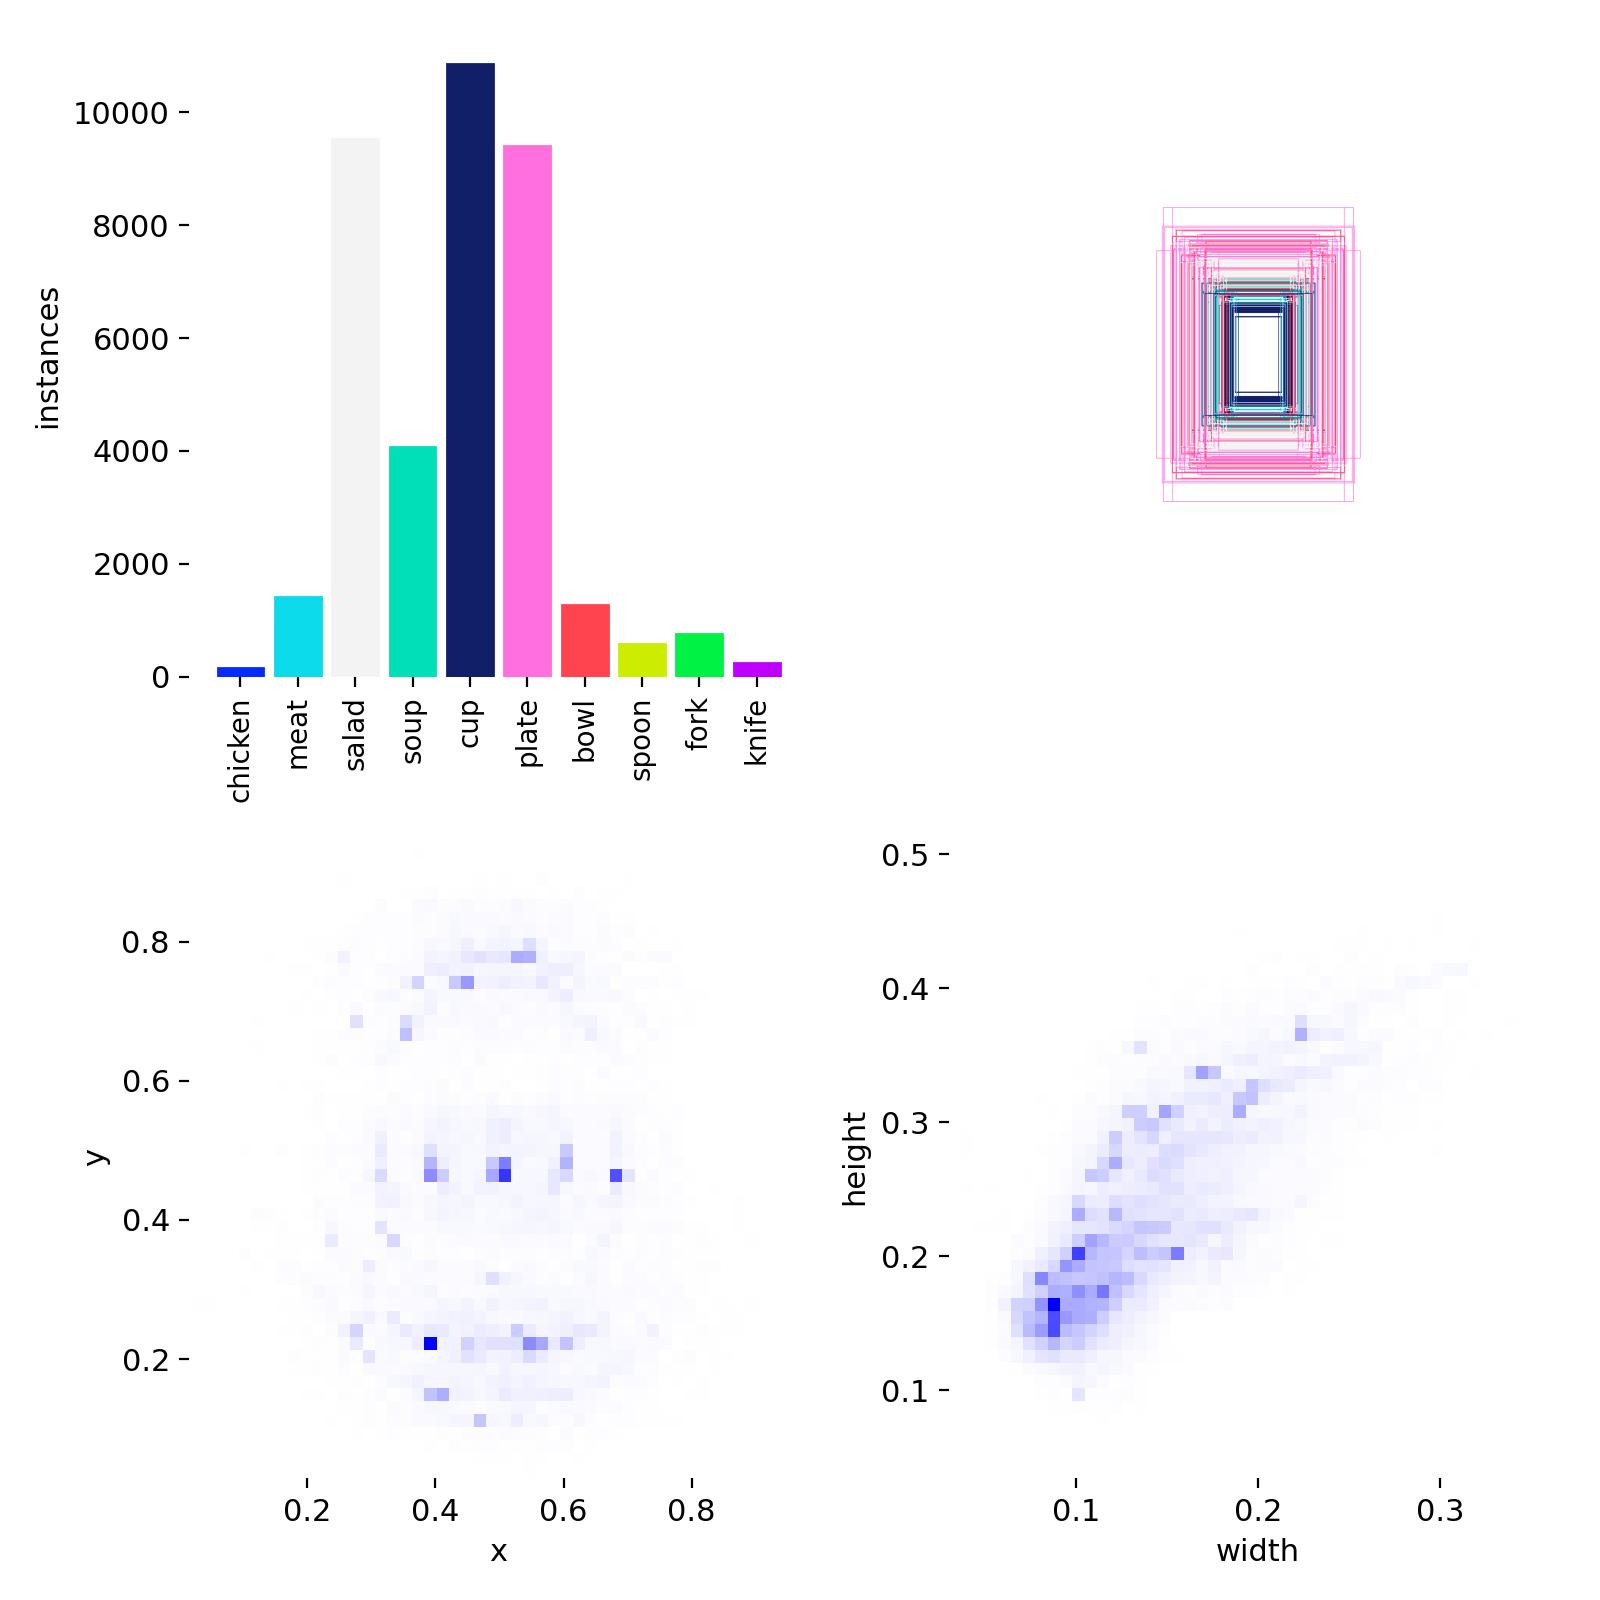 10000
8000
6000
4000
2000
0
instances
chicken
meat
salad
soup
cup
plate
bowl
spoon
fork
knife
0.8
0.6
0.4
0.2
y
0.2 0.4 0.6 0.8
x
0.5
0.4
0.3
0.2
0.1
height
0.1 0.2 0.3
width